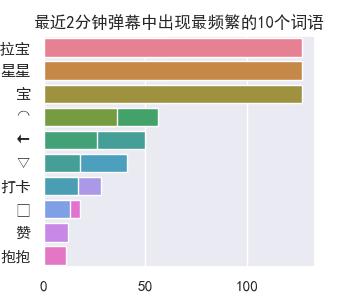 最近2分钟弹幕中出现最频繁的10个词语
拉宝
星星
宝
◠
←
▽
打卡
□
赞
抱抱
0 50 100